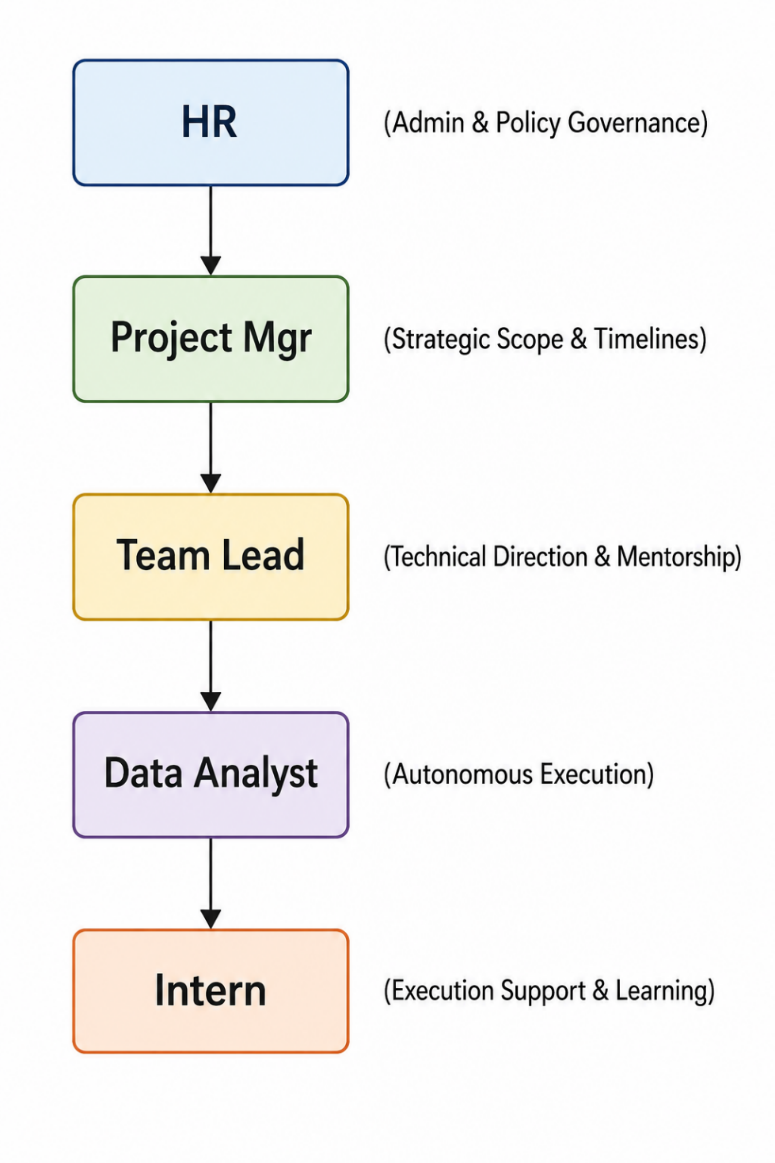 HR
(Admin & Policy Governance)
Project Mgr
(Strategic Scope & Timelines)
Team Lead
(Technical Direction & Mentorship)
Data Analyst
(Autonomous Execution)
Intern
(Execution Support & Learning)